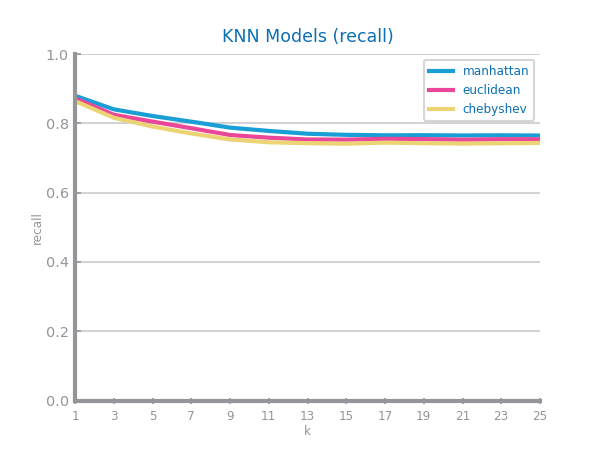 KNN Models (recall)
1.0
0.8
0.6
0.4
0.2
0.0
recall
manhattan
euclidean
chebyshev
1 3 5 7 9 11 13 15 17 19 21 23 25
k